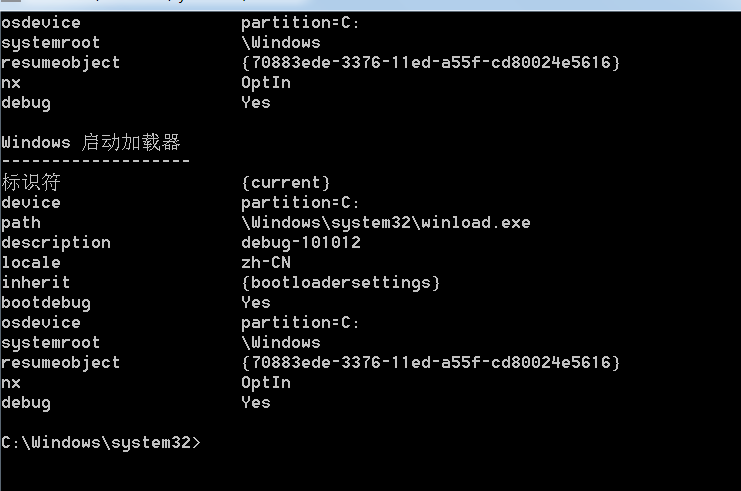 osdevice partition=C:
systemroot \Windows
resumeobject {70883ede-3376-11ed-a55f-cd80024e5616}
nx OptIn
debug Yes
Windows 启动加载器
-------------------
标识符 {current}
device partition=C:
path \Windows\system32\winload.exe
description debug-101012
locale zh-CN
inherit {bootloadersettings}
bootdebug Yes
osdevice partition=C:
systemroot \Windows
resumeobject {70883ede-3376-11ed-a55f-cd80024e5616}
nx OptIn
debug Yes
C:\Windows\system32>